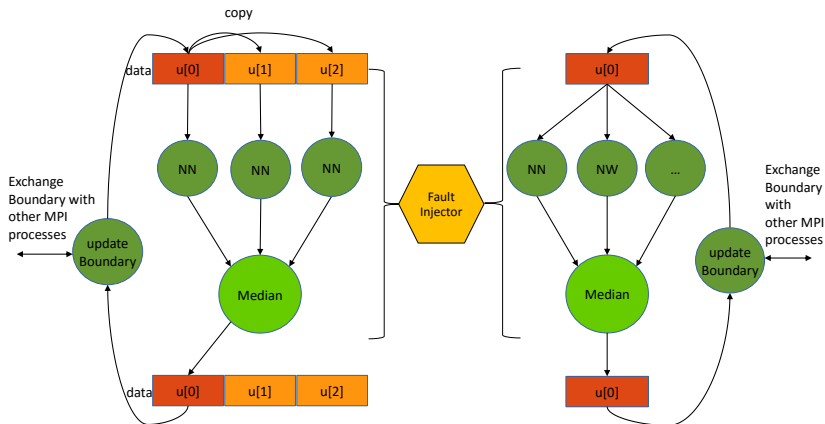 copy
data u[0] u[1] u[2]
u[0]
NN NN NN
NN NW ...
Fault
Injector
Exchange
Boundary with
other MPI
processes
update
Boundary
Exchange
Boundary
with
other MPI
processes
update
Boundary
Median
Median
data u[0] u[1] u[2]
u[0]